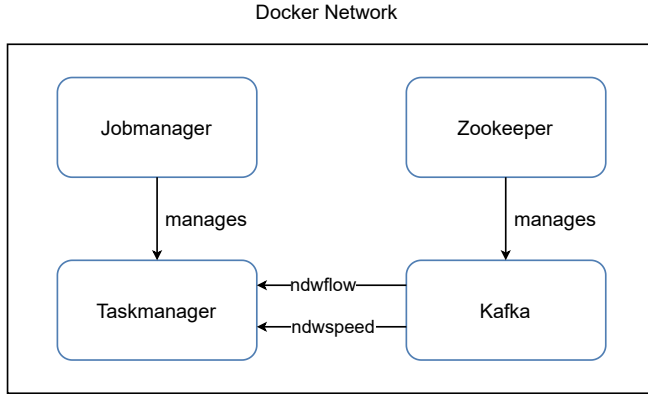 Docker Network
Jobmanager
Zookeeper
manages
manages
Taskmanager
ndwflow
ndwspeed
Kafka